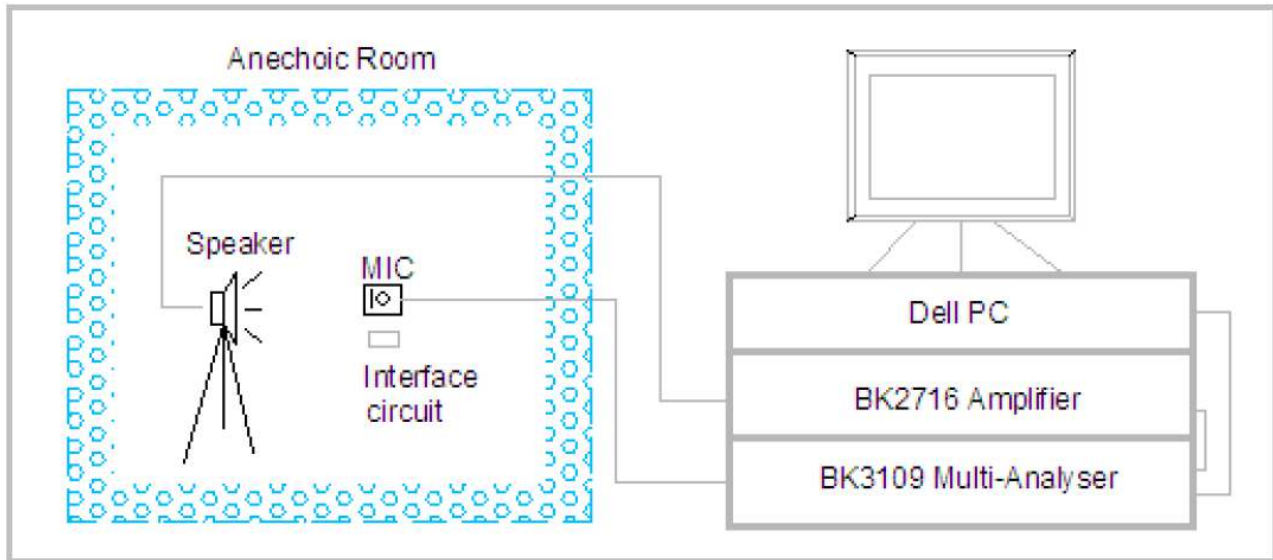 Anechoic Room
Speaker
MIC
Interface
circuit
Dell PC
BK2716 Amplifier
BK3109 Multi-Analyser